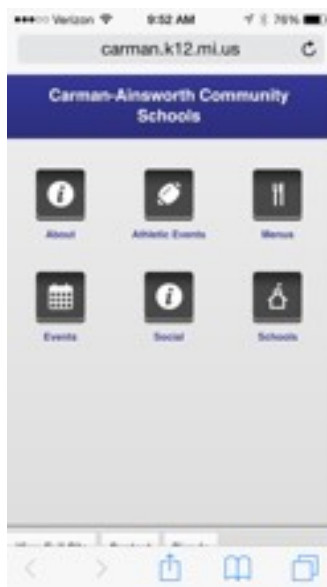 Verizon 9:52 AM 76%
carman.k12.mi.us
Carman-Ainsworth Community
Schools
About Athletic Events Menus
Events Social Schools